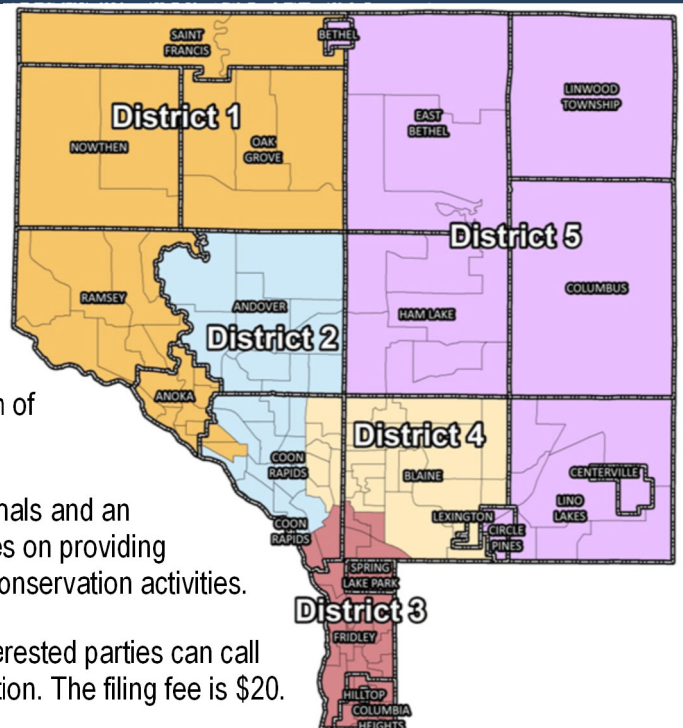 SAINT
FRANCIS
BETHEL
LINWOOD
TOWNSHIP
District 1
EAST
BETHEL
NOWTHEN
OAK
GROVE
District 5
RAMSEY
ANDOVER
HAM LAKE
COLUMBUS
District 2
ANOKA
n of
District 4
COON
RAPIDS
BLAINE
CENTERVILLE
LINO
LAKES
nals and an
LEXINGTON
CIRCLE
PINES
COON
RAPIDS
es on providing
onservation activities.
SPRING
LAKE PARK
District 3
FRIDLEY
erested parties can call
tion. The filing fee is $20.
HILLTOP
COLUMBIA
HEIGHTS